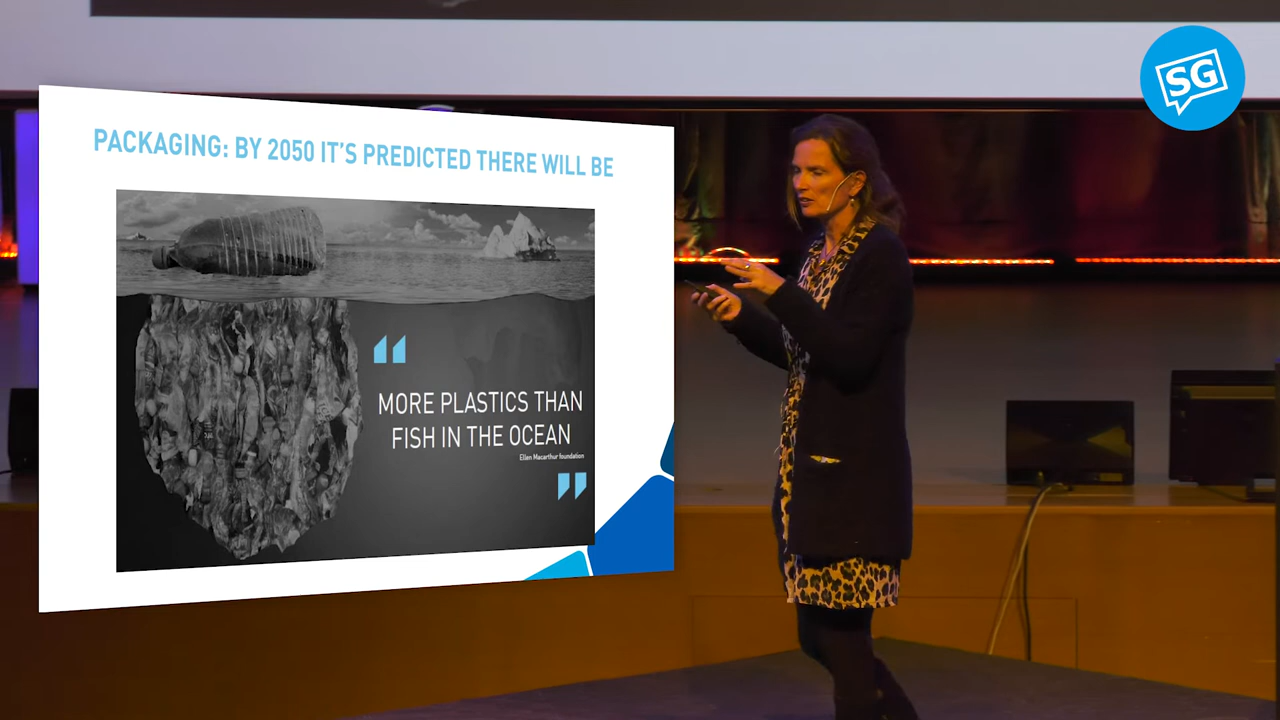 SG
PACKAGING: BY 2050 IT'S PREDICTED THERE WILL BE
MORE PLASTICS THAN
FISH IN THE OCEAN
Ellen Macarthur foundation